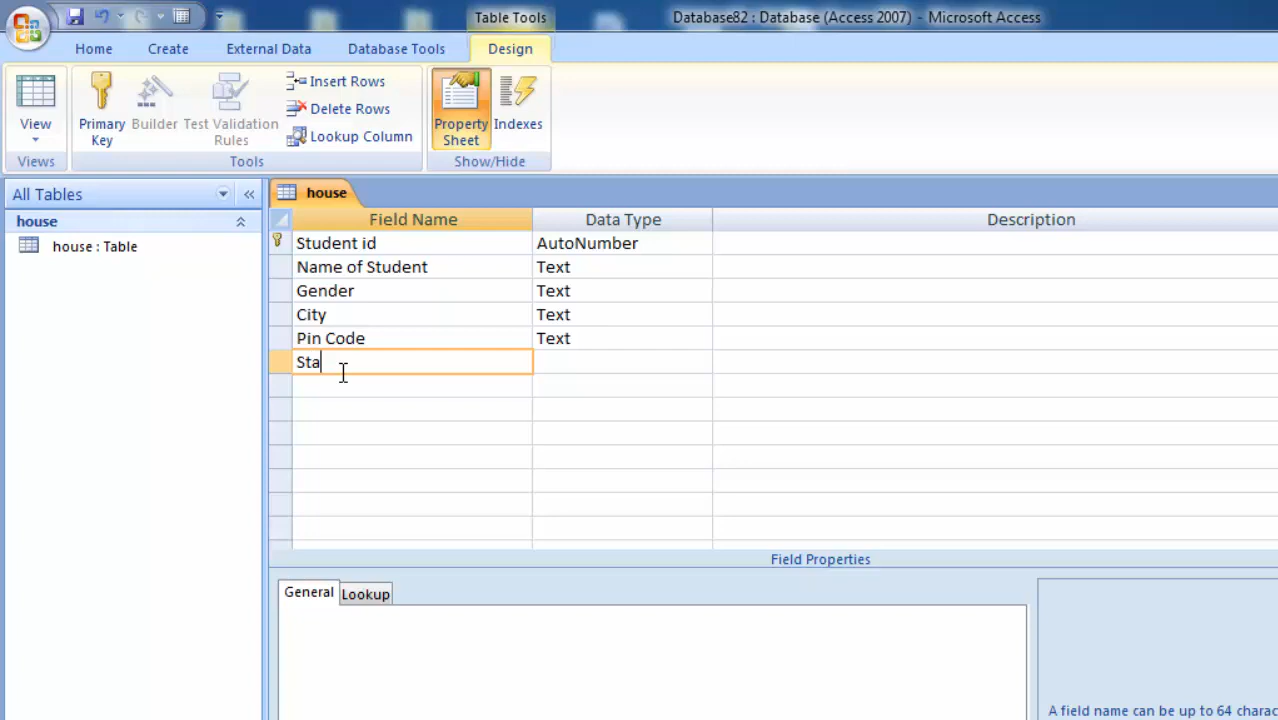 Table Tools
Database82 : Database (Access 2007) - Microsoft Access
Home
Create
External Data
Database Tools
Design
View
Primary Key
Builder
Test Validation Rules
Insert Rows
Delete Rows
Lookup Column
Property Sheet
Indexes
Views
Tools
Show/Hide
All Tables
house
house : Table
house
Field Name
Data Type
Description
Student id
AutoNumber
Name of Student
Text
Gender
Text
City
Text
Pin Code
Text
Sta
Field Properties
General
Lookup
A field name can be up to 64 charac